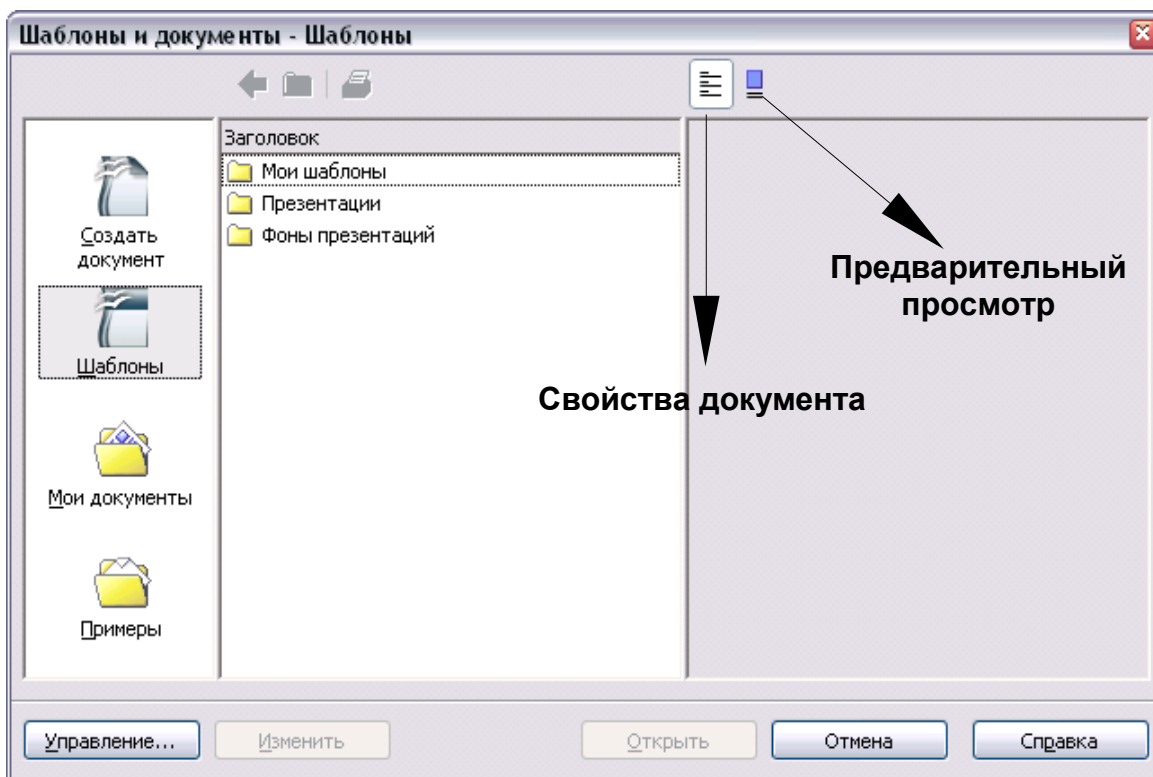 Шаблоны и документы - Шаблоны
Заголовок
Мои шаблоны
Презентации
Фоны презентаций
Создать
документ
Шаблоны
Мои документы
Примеры
Предварительный
просмотр
Свойства документа
Управление...
Изменить
Открыть
Отмена
Справка